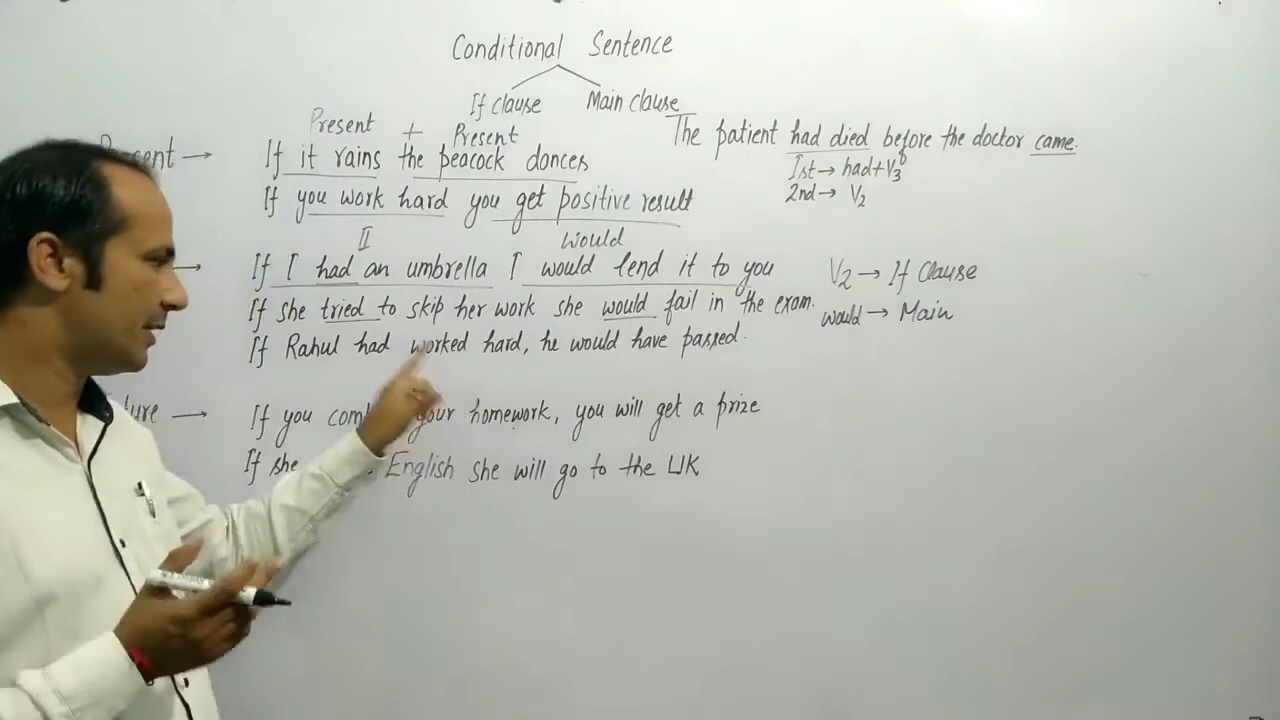 Conditional Sentence
If clause Main clause
Present + Present
The patient had died before the doctor came.
Ist → had+V3
2nd → V2
→ If it rains the peacock dances
If you work hard you get positive result
II would
→ If I had an umbrella I would lend it to you
V2 → If Clause
If she tried to skip her work she would fail in the exam.
would → Main
If Rahul had worked hard, he would have passed.
→ If you your homework, you will get a prize
If she English she will go to the UK